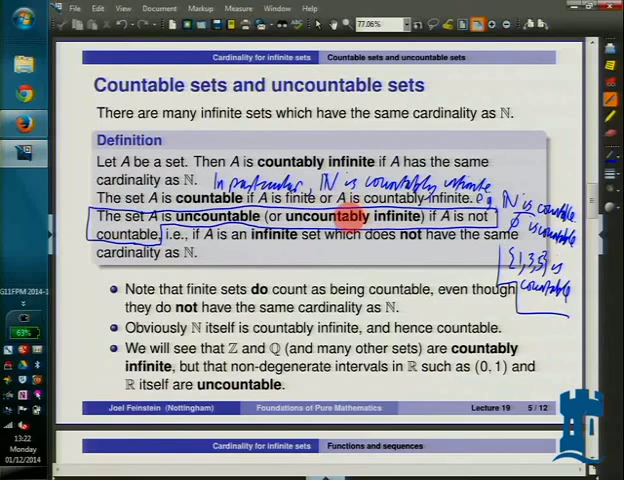 File Edit View Document Markup Measure Window Help
77.06%
Cardinality for infinite sets Countable sets and uncountable sets
Countable sets and uncountable sets
There are many infinite sets which have the same cardinality as ℕ.
Definition
Let A be a set. Then A is countably infinite if A has the same
cardinality as ℕ. In particular, ℕ is countably infinite
The set A is countable if A is finite or A is countably infinite. e.g. ℕ is countable
The set A is uncountable (or uncountably infinite) if A is not
∅ is countable
countable, i.e., if A is an infinite set which does not have the same
cardinality as ℕ.
{1,3,5} is
countable
Note that finite sets do count as being countable, even though
they do not have the same cardinality as ℕ.
Obviously ℕ itself is countably infinite, and hence countable.
We will see that ℤ and ℚ (and many other sets) are countably
infinite, but that non-degenerate intervals in ℝ such as (0, 1) and
ℝ itself are uncountable.
Joel Feinstein (Nottingham) Foundations of Pure Mathematics Lecture 19 5 / 12
Cardinality for infinite sets Functions and sequences
G11FPM 2014-1
63%
13:22
Monday
01/12/2014